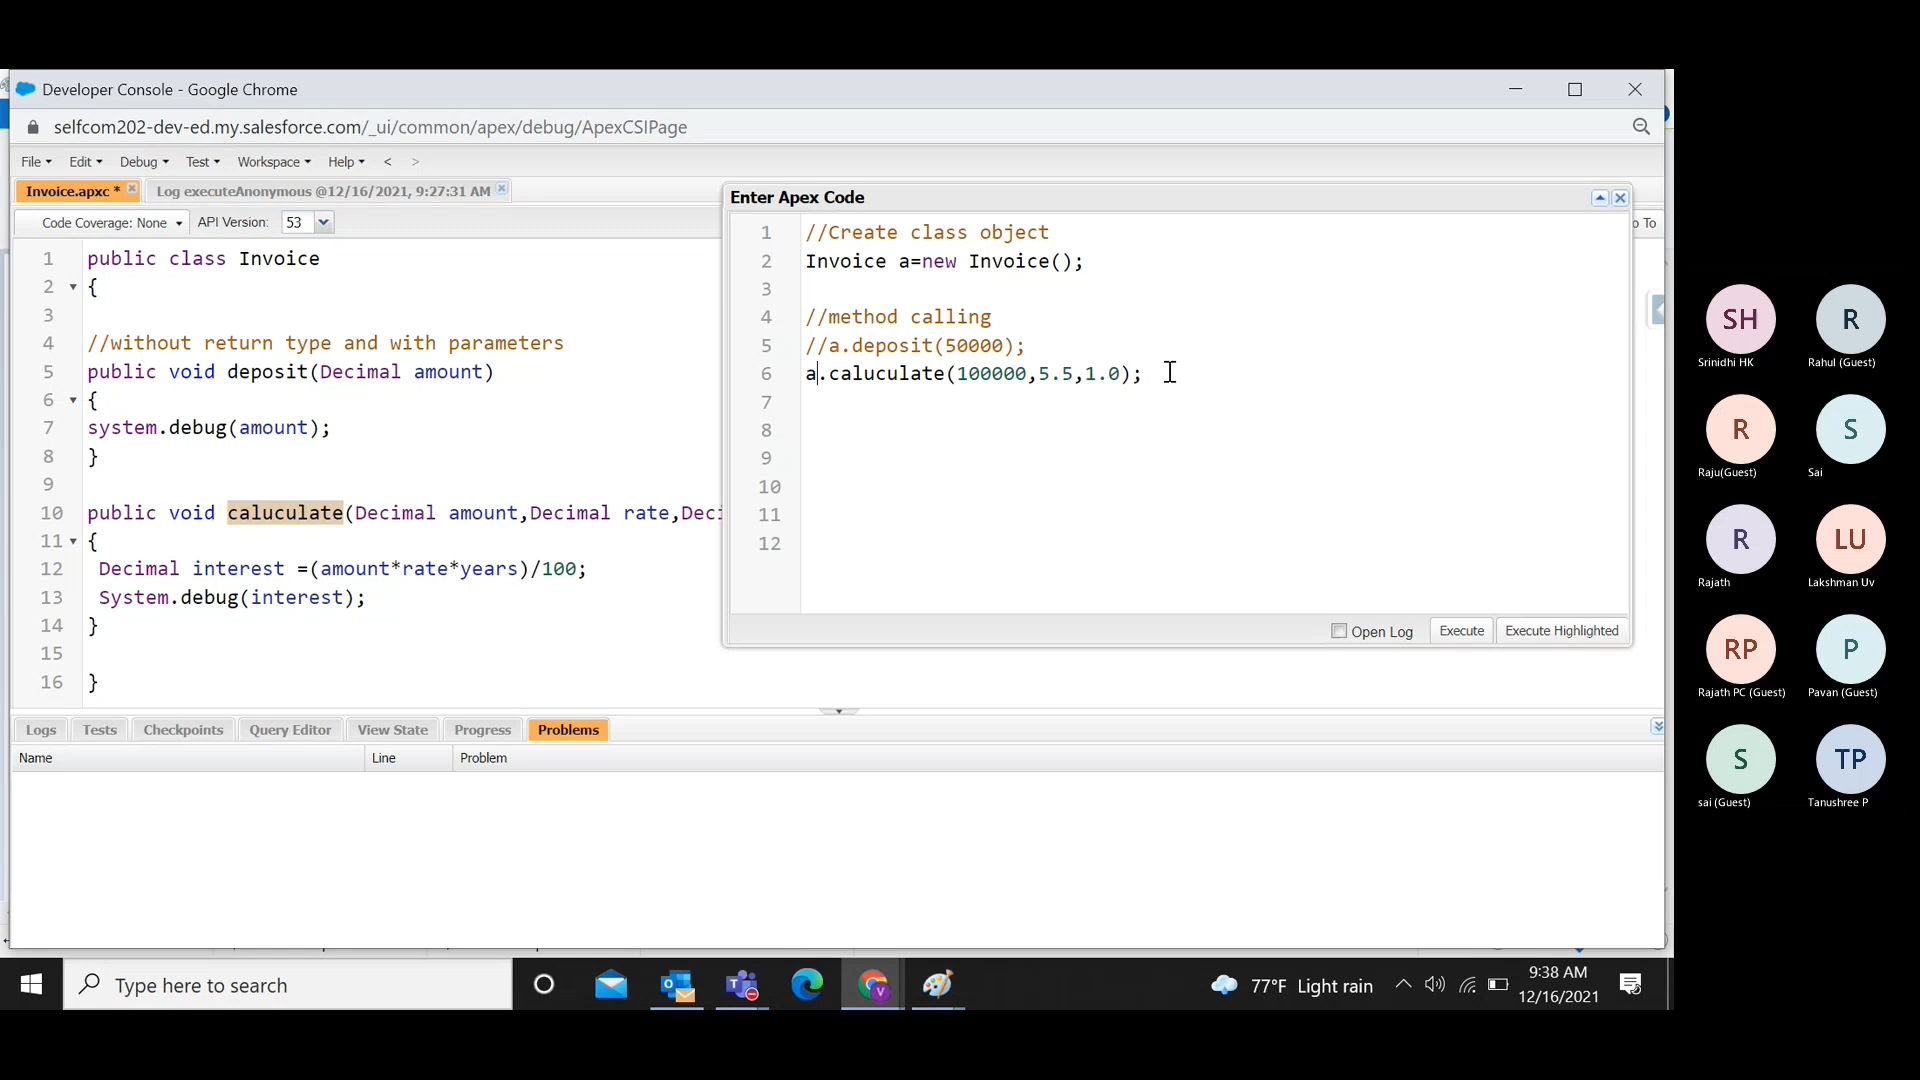 Developer Console - Google Chrome
selfcom202-dev-ed.my.salesforce.com/_ui/common/apex/debug/ApexCSIPage
File Edit Debug Test Workspace Help < >
Invoice.apxc * Log executeAnonymous @12/16/2021, 9:27:31 AM
Code Coverage: None API Version: 53
o To
1 public class Invoice
2 {
3
4 //without return type and with parameters
5 public void deposit(Decimal amount)
6 {
7 system.debug(amount);
8 }
9
10 public void caluculate(Decimal amount,Decimal rate,Deci
11 {
12 Decimal interest =(amount*rate*years)/100;
13 System.debug(interest);
14 }
15
16 }
Enter Apex Code
1 //Create class object
2 Invoice a=new Invoice();
3
4 //method calling
5 //a.deposit(50000);
6 a.caluculate(100000,5.5,1.0);
7
8
9
10
11
12
Open Log Execute Execute Highlighted
Logs Tests Checkpoints Query Editor View State Progress Problems
Name Line Problem
SH R
Srinidhi HK Rahul (Guest)
R S
Raju(Guest) Sai
R LU
Rajath Lakshman Uv
RP P
Rajath PC (Guest) Pavan (Guest)
S TP
sai (Guest) Tanushree P
Type here to search
V
77°F Light rain
9:38 AM
12/16/2021